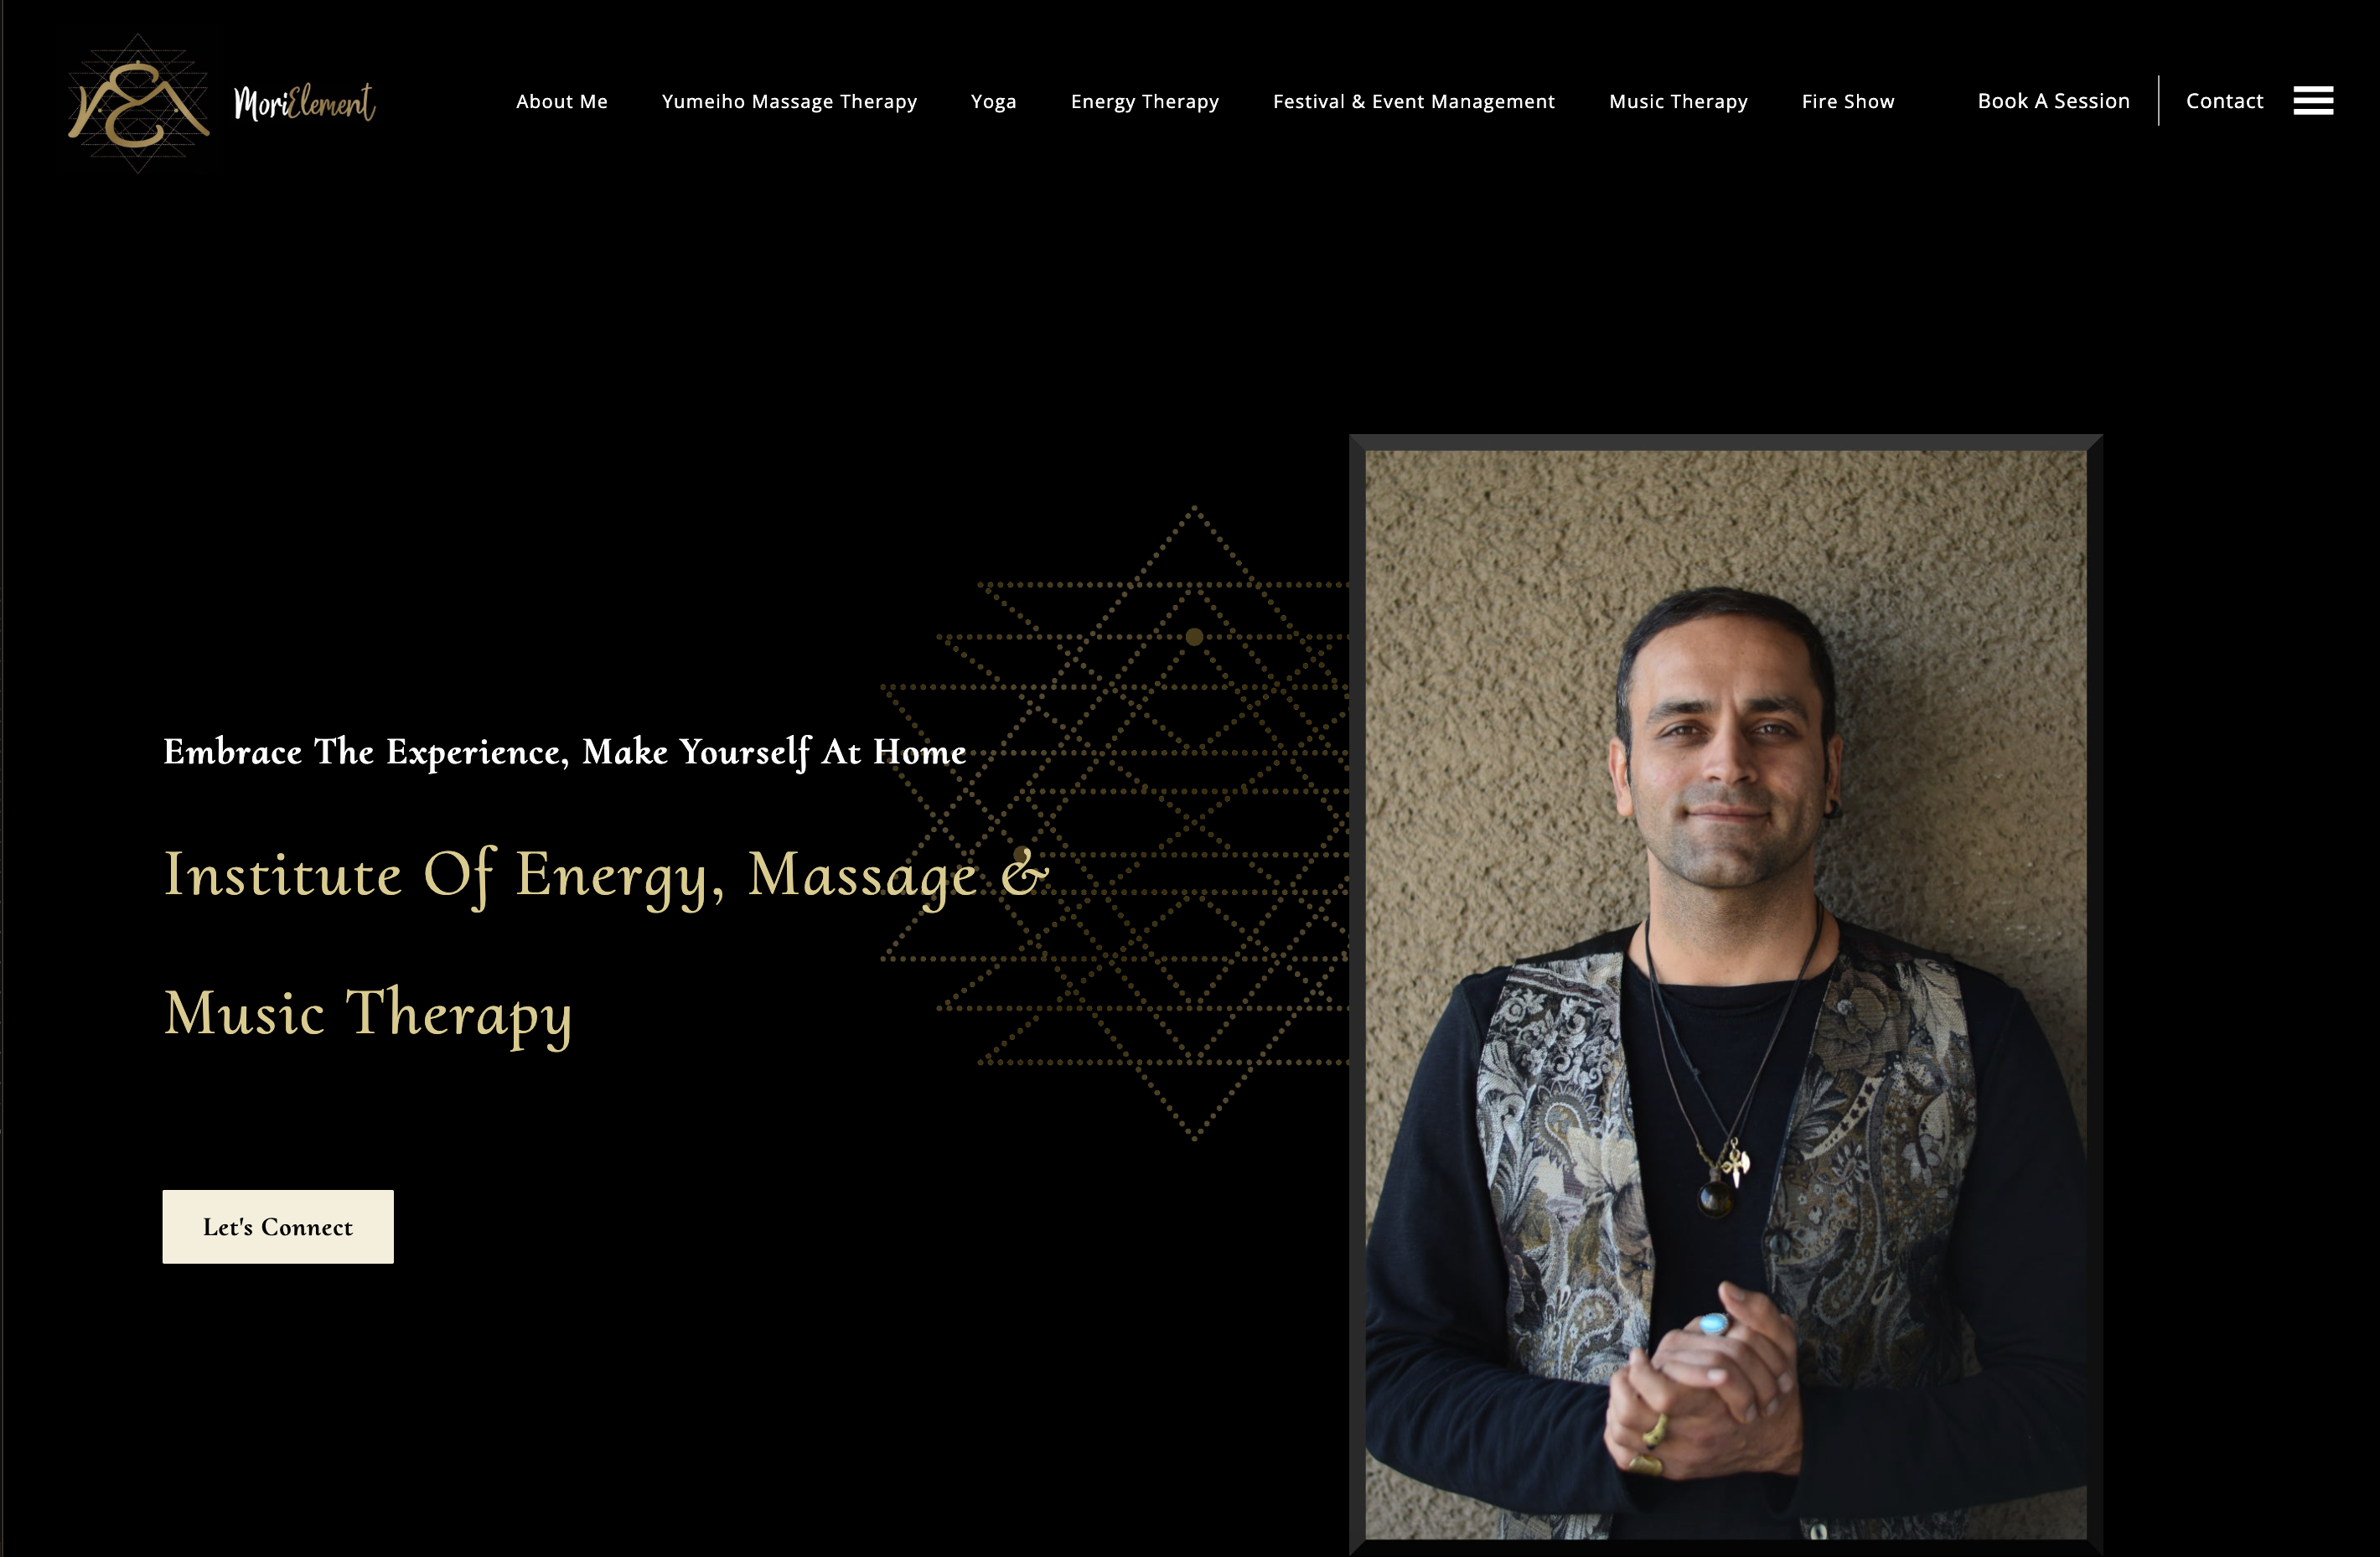 MoriElement
About Me
Yumeiho Massage Therapy
Yoga
Energy Therapy
Festival & Event Management
Music Therapy
Fire Show
Book A Session
Contact
Embrace The Experience, Make Yourself At Home
Institute Of Energy, Massage &
Music Therapy
Let's Connect